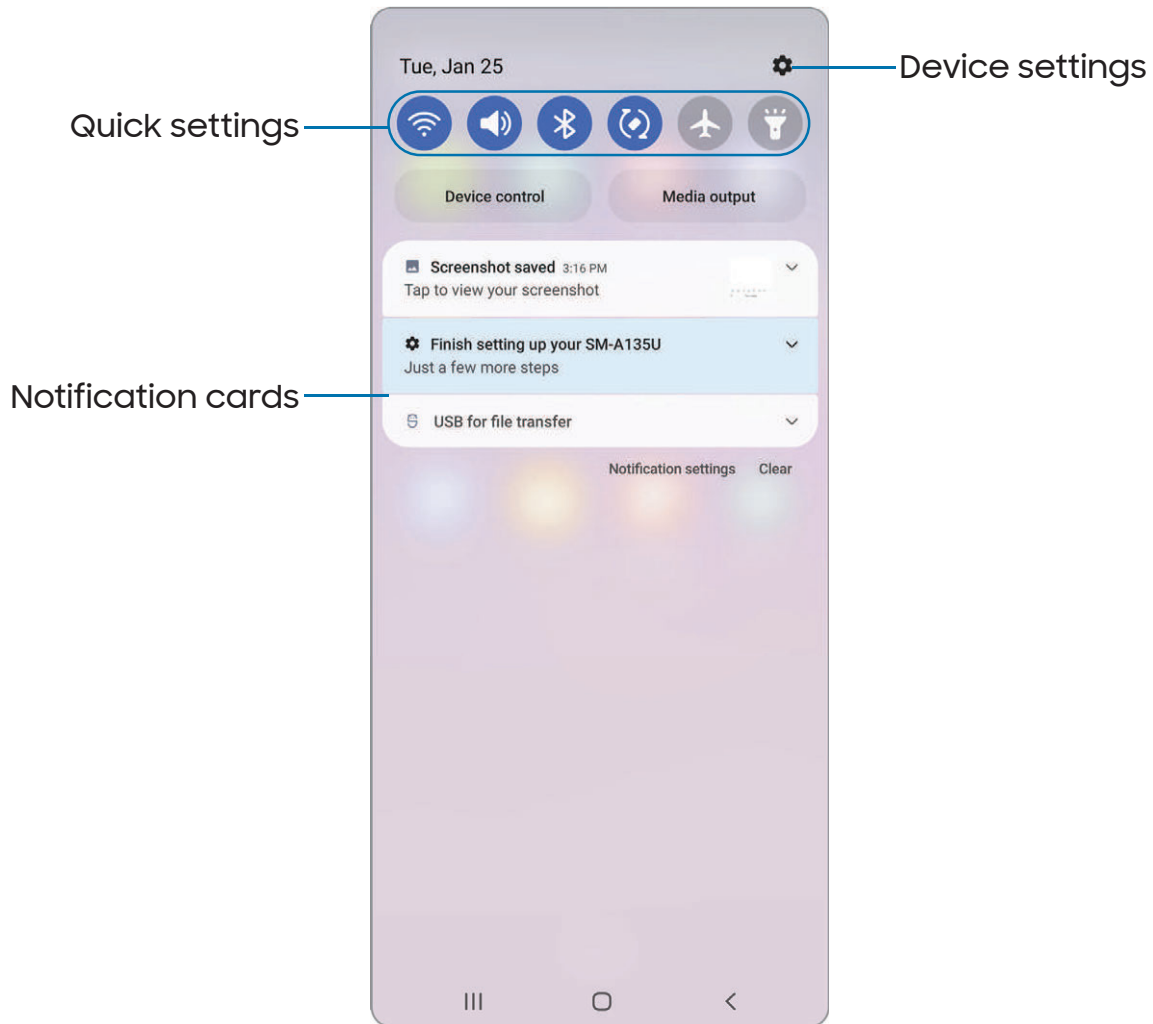 Tue, Jan 25
Device settings
Quick settings
Device control
Media output
Screenshot saved 3:16 PM
Tap to view your screenshot
Finish setting up your SM-A135U
Just a few more steps
Notification cards
USB for file transfer
Notification settings Clear